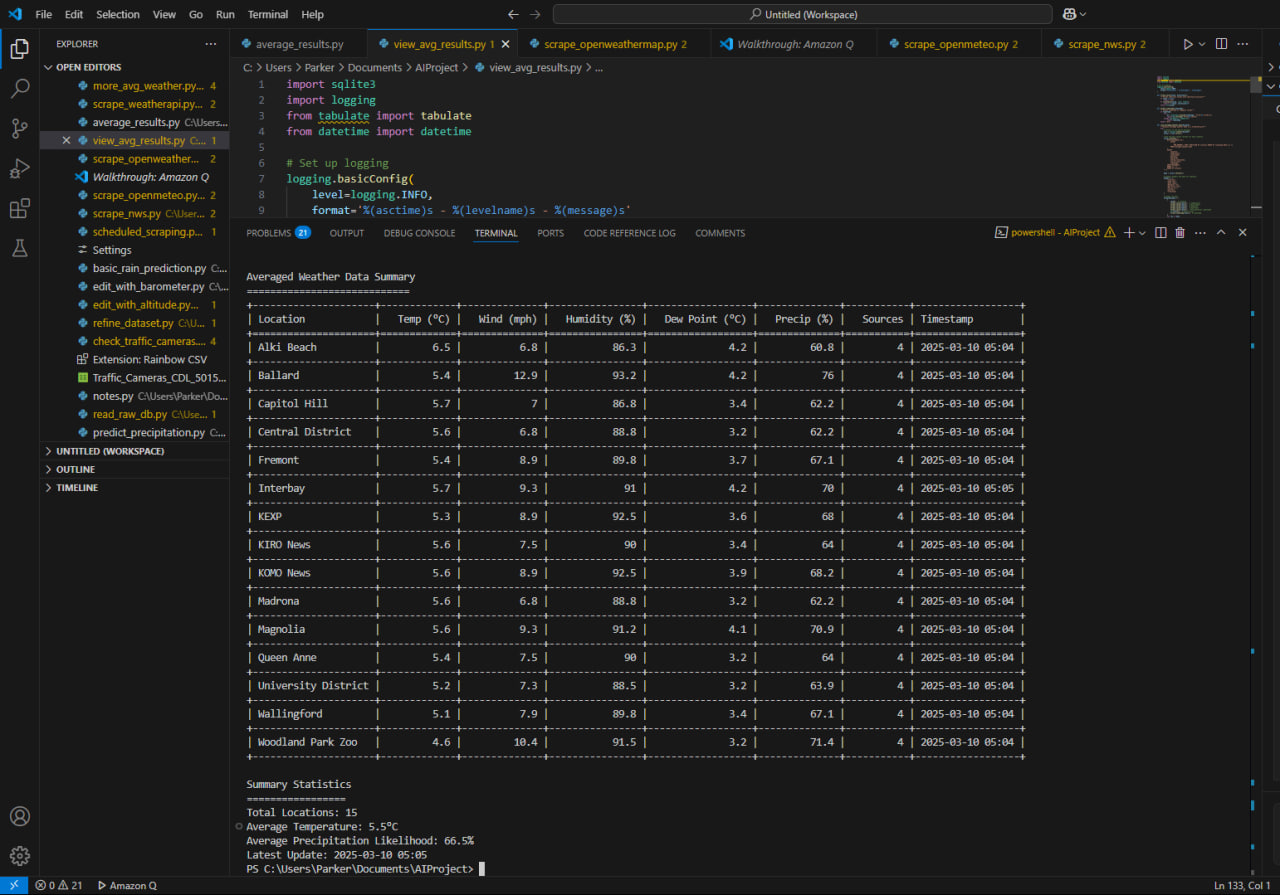 File Edit Selection View Go Run Terminal Help Untitled (Workspace)
EXPLORER
OPEN EDITORS
more_avg_weather.py... 4
scrape_weatherapi.py... 2
average_results.py C:\Users...
view_avg_results.py C:... 1
scrape_openweather... 2
Walkthrough: Amazon Q
scrape_openmeteo.py... 2
scrape_nws.py C:\User... 2
scheduled_scraping.p... 1
Settings
basic_rain_prediction.py C:...
edit_with_barometer.py C:\...
edit_with_altitude.py... 1
refine_dataset.py C:\U... 1
check_traffic_cameras.... 4
Extension: Rainbow CSV
Traffic_Cameras_CDL_5015...
notes.py C:\Users\Parker\Do...
read_raw_db.py C:\Use... 1
predict_precipitation.py C:...
UNTITLED (WORKSPACE)
OUTLINE
TIMELINE
average_results.py view_avg_results.py 1 scrape_openweathermap.py 2 Walkthrough: Amazon Q scrape_openmeteo.py 2 scrape_nws.py 2
C: > Users > Parker > Documents > AIProject > view_avg_results.py > ...
1 import sqlite3
2 import logging
3 from tabulate import tabulate
4 from datetime import datetime
5
6 # Set up logging
7 logging.basicConfig(
8 level=logging.INFO,
9 format='%(asctime)s - %(levelname)s - %(message)s'
PROBLEMS 21 OUTPUT DEBUG CONSOLE TERMINAL PORTS CODE REFERENCE LOG COMMENTS powershell - AIProject
Averaged Weather Data Summary
===========================
| Location | Temp (°C) | Wind (mph) | Humidity (%) | Dew Point (°C) | Precip (%) | Sources | Timestamp |
| Alki Beach | 6.5 | 6.8 | 86.3 | 4.2 | 60.8 | 4 | 2025-03-10 05:04 |
| Ballard | 5.4 | 12.9 | 93.2 | 4.2 | 76 | 4 | 2025-03-10 05:04 |
| Capitol Hill | 5.7 | 7 | 86.8 | 3.4 | 62.2 | 4 | 2025-03-10 05:04 |
| Central District | 5.6 | 6.8 | 88.8 | 3.2 | 62.2 | 4 | 2025-03-10 05:04 |
| Fremont | 5.4 | 8.9 | 89.8 | 3.7 | 67.1 | 4 | 2025-03-10 05:04 |
| Interbay | 5.7 | 9.3 | 91 | 4.2 | 70 | 4 | 2025-03-10 05:05 |
| KEXP | 5.3 | 8.9 | 92.5 | 3.6 | 68 | 4 | 2025-03-10 05:04 |
| KIRO News | 5.6 | 7.5 | 90 | 3.4 | 64 | 4 | 2025-03-10 05:04 |
| KOMO News | 5.6 | 8.9 | 92.5 | 3.9 | 68.2 | 4 | 2025-03-10 05:04 |
| Madrona | 5.6 | 6.8 | 88.8 | 3.2 | 62.2 | 4 | 2025-03-10 05:04 |
| Magnolia | 5.6 | 9.3 | 91.2 | 4.1 | 70.9 | 4 | 2025-03-10 05:04 |
| Queen Anne | 5.4 | 7.5 | 90 | 3.2 | 64 | 4 | 2025-03-10 05:04 |
| University District | 5.2 | 7.3 | 88.5 | 3.2 | 63.9 | 4 | 2025-03-10 05:04 |
| Wallingford | 5.1 | 7.9 | 89.8 | 3.4 | 67.1 | 4 | 2025-03-10 05:04 |
| Woodland Park Zoo | 4.6 | 10.4 | 91.5 | 3.2 | 71.4 | 4 | 2025-03-10 05:04 |
Summary Statistics
=================
Total Locations: 15
Average Temperature: 5.5°C
Average Precipitation Likelihood: 66.5%
Latest Update: 2025-03-10 05:05
PS C:\Users\Parker\Documents\AIProject>
0 21 Amazon Q Ln 133, Col 1